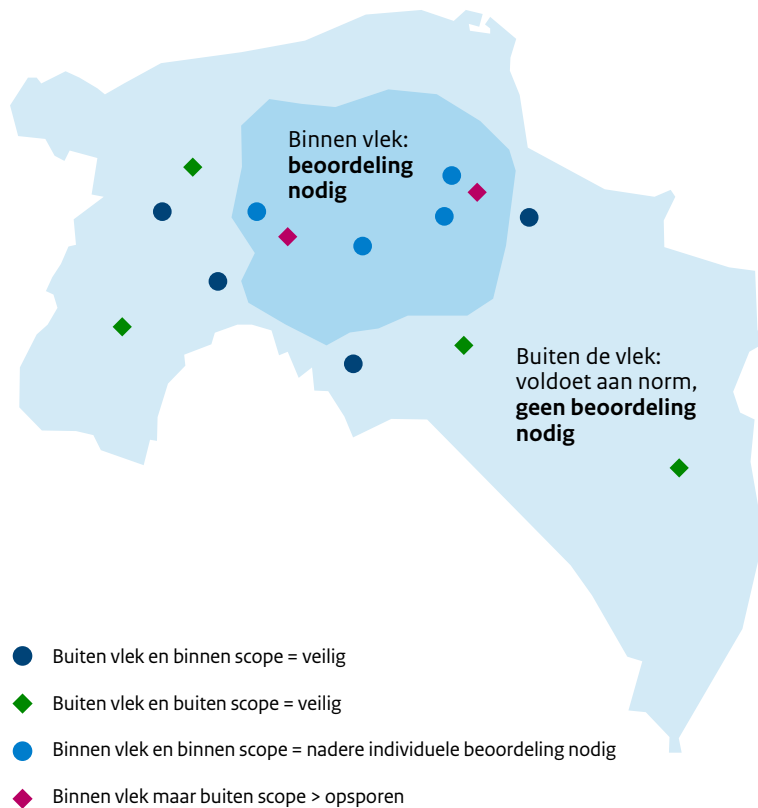 Binnen vlek:
beoordeling
nodig
Buiten de vlek:
voldoet aan norm,
geen beoordeling
nodig
Buiten vlek en binnen scope = veilig
Buiten vlek en buiten scope = veilig
Binnen vlek en binnen scope = nadere individuele beoordeling nodig
Binnen vlek maar buiten scope > opsporen